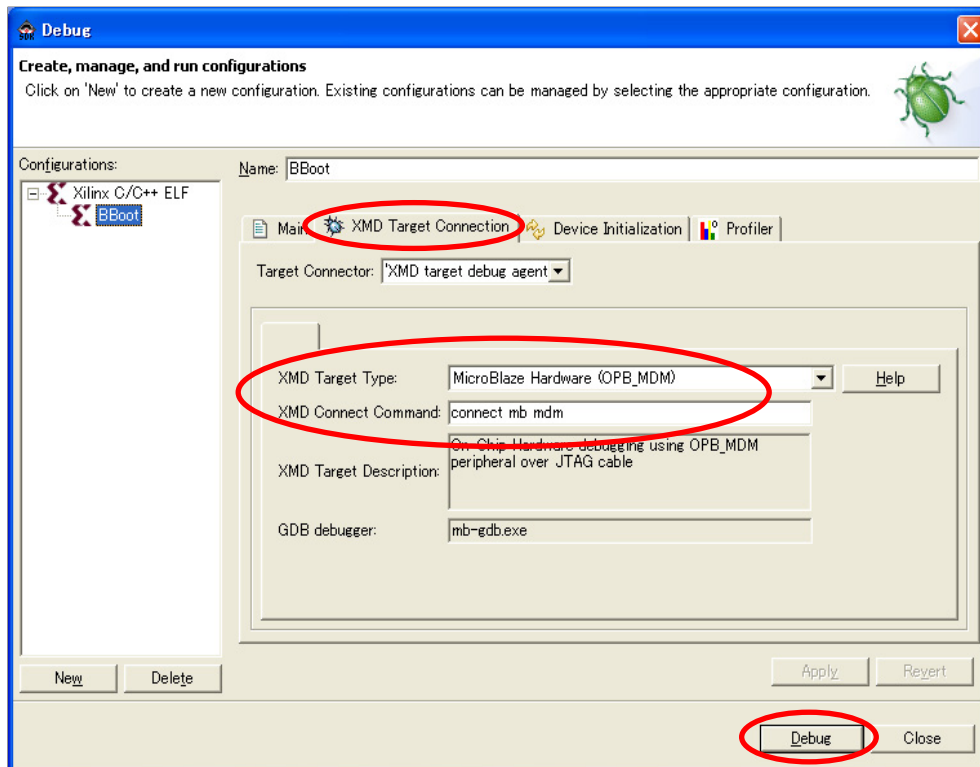 Debug
Create, manage, and run configurations
Click on 'New' to create a new configuration. Existing configurations can be managed by selecting the appropriate configuration.
Configurations:
Xilinx C/C++ ELF
BBoot
Name: BBoot
Main XMD Target Connection Device Initialization Profiler
Target Connector: 'XMD target debug agent
XMD Target Type: MicroBlaze Hardware (OPB_MDM) Help
XMD Connect Command: connect mb mdm
XMD Target Description: On-Chip Hardware debugging using OPB_MDM
peripheral over JTAG cable
GDB debugger: mb-gdb.exe
New Delete Apply Revert
Debug Close